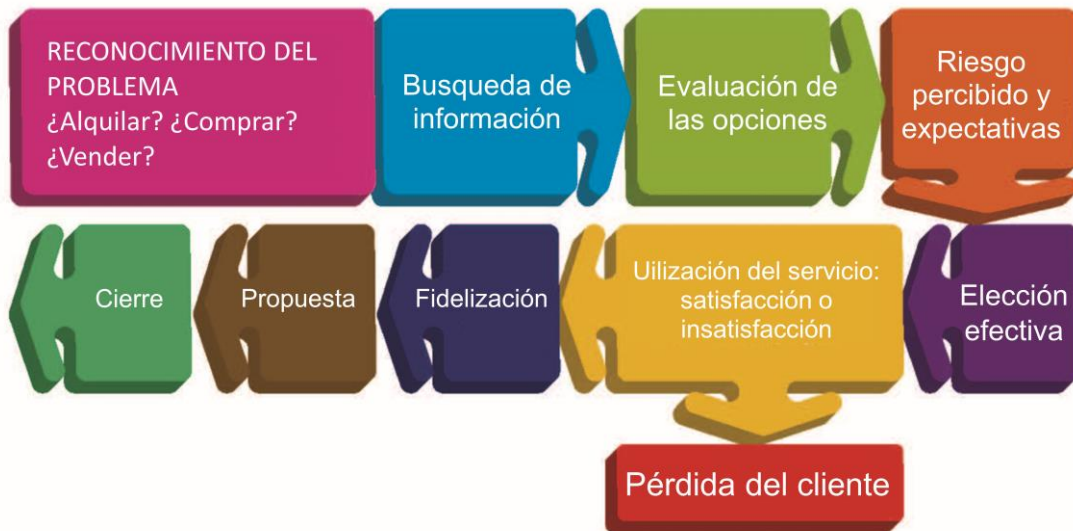 RECONOCIMIENTO DEL
PROBLEMA
¿Alquilar? ¿Comprar?
¿Vender?
Busqueda de
información
Evaluación de
las opciones
Riesgo
percibido y
expectativas
Cierre
Propuesta
Fidelización
Uilización del servicio:
satisfacción o
insatisfacción
Elección
efectiva
Pérdida del cliente